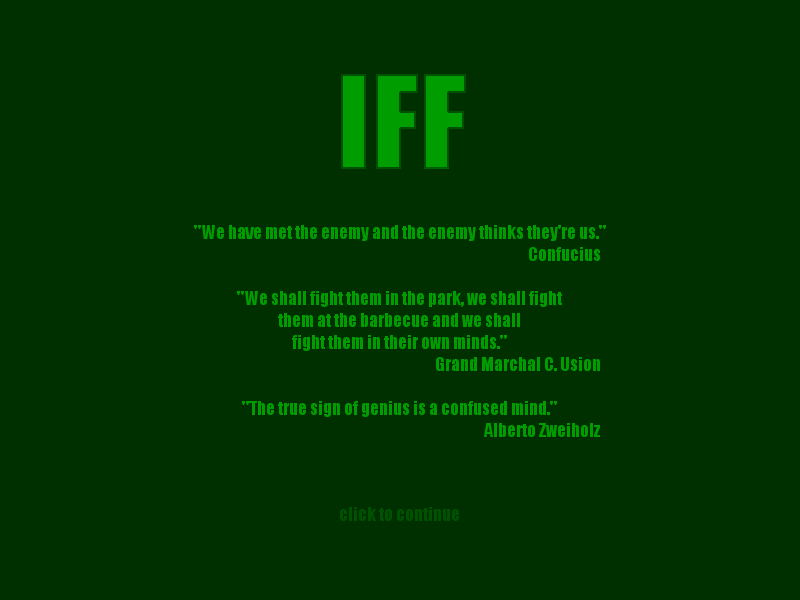 IFF
"We have met the enemy and the enemy thinks they're us."
Confucius
"We shall fight them in the park, we shall fight
them at the barbecue and we shall
fight them in their own minds."
Grand Marchal C. Usion
"The true sign of genius is a confused mind."
Alberto Zweiholz
click to continue